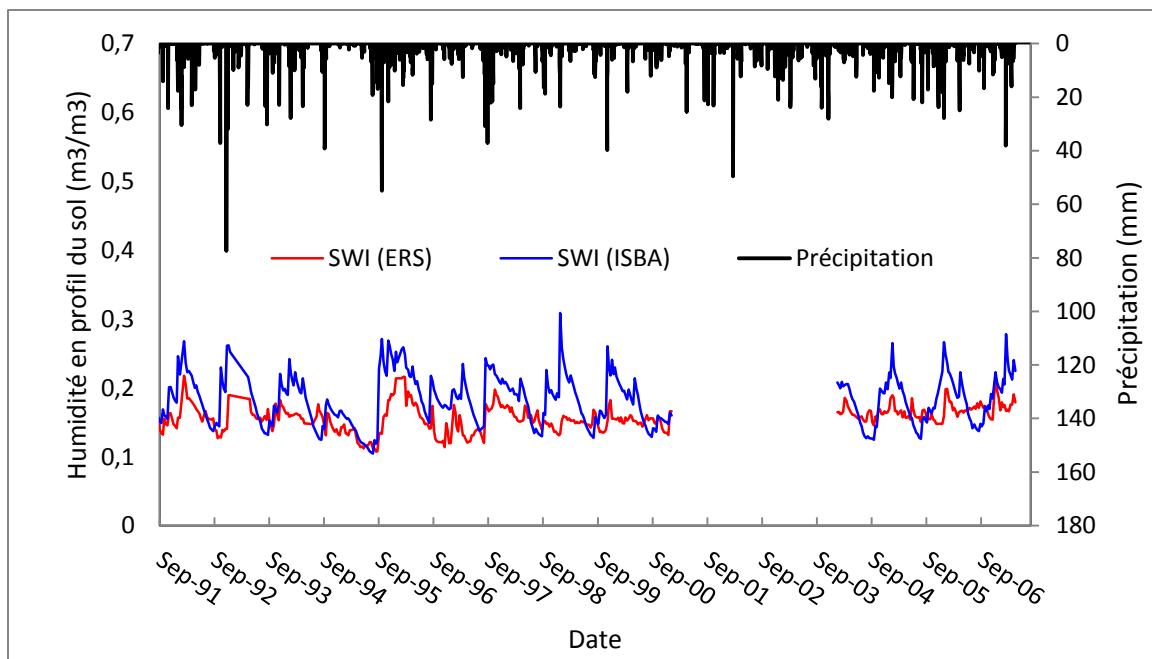 Humidité en profil du sol (m3/m3)
0,7
0,6
0,5
0,4
0,3
0,2
0,1
0
SWI (ERS)
SWI (ISBA)
Précipitation
0
20
40
60
80
100
120
140
160
180
Précipitation (mm)
Sep-91
Sep-92
Sep-93
Sep-94
Sep-95
Sep-96
Sep-97
Sep-98
Sep-99
Sep-00
Sep-01
Sep-02
Sep-03
Sep-04
Sep-05
Sep-06
Date